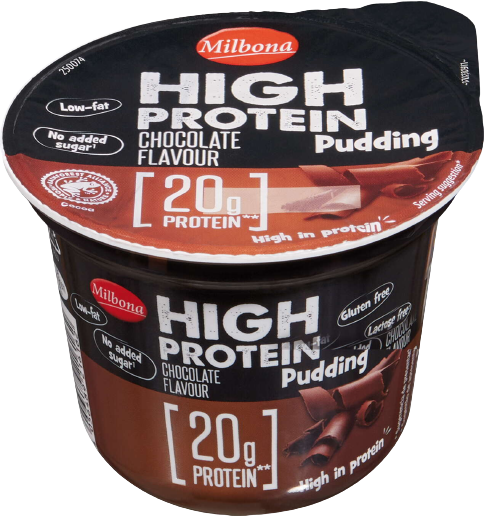 Milbona
250074
HIGH
PROTEIN
CHOCOLATE
FLAVOUR
Pudding
Low-fat
No added
sugar¹
[20g
PROTEIN**]
High in protein
Serving suggestion*
Cacao
Milbona
HIGH
PROTEIN
CHOCOLATE
FLAVOUR
Pudding
Low-fat
No added
sugar¹
Gluten free
Lactose free
[20g
PROTEIN**]
High in protein